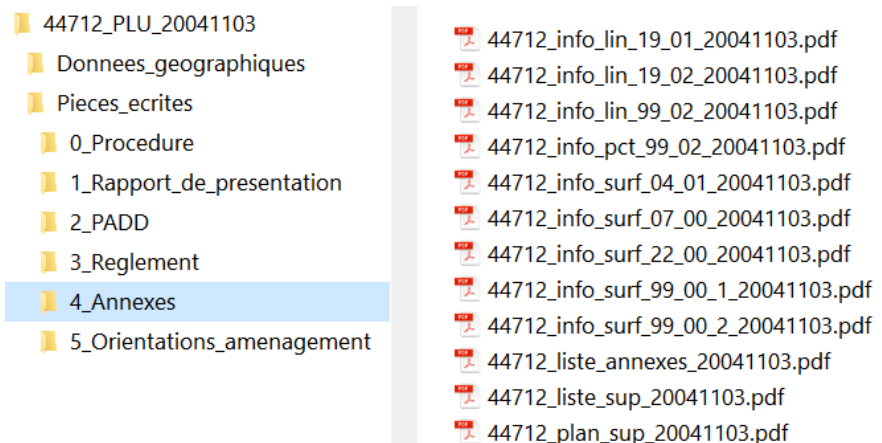 44712_PLU_20041103
Donnees_geographiques
Pieces_ecrites
0_Procedure
1_Rapport_de_presentation
2_PADD
3_Reglement
4_Annexes
5_Orientations_amenagement
44712_info_lin_19_01_20041103.pdf
44712_info_lin_19_02_20041103.pdf
44712_info_lin_99_02_20041103.pdf
44712_info_pct_99_02_20041103.pdf
44712_info_surf_04_01_20041103.pdf
44712_info_surf_07_00_20041103.pdf
44712_info_surf_22_00_20041103.pdf
44712_info_surf_99_00_1_20041103.pdf
44712_info_surf_99_00_2_20041103.pdf
44712_liste_annexes_20041103.pdf
44712_liste_sup_20041103.pdf
44712_plan_sup_20041103.pdf